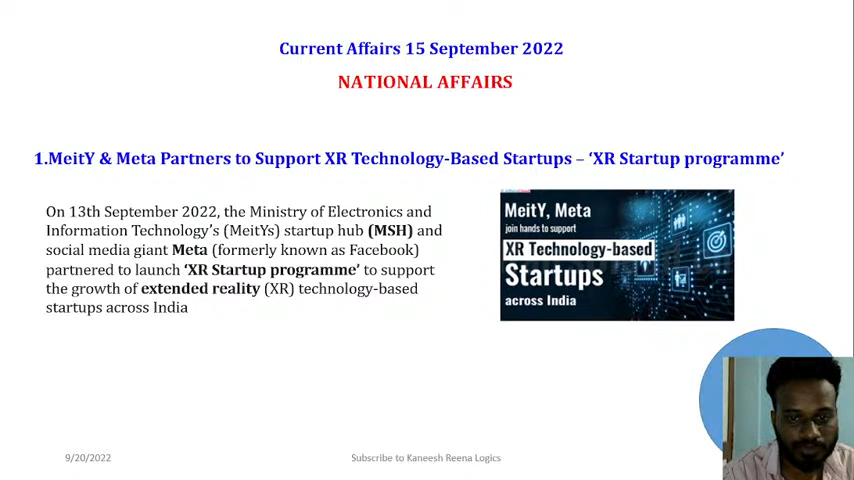 Current Affairs 15 September 2022
NATIONAL AFFAIRS
1.MeitY & Meta Partners to Support XR Technology-Based Startups – ‘XR Startup programme’
On 13th September 2022, the Ministry of Electronics and
Information Technology’s (MeitYs) startup hub (MSH) and
social media giant Meta (formerly known as Facebook)
partnered to launch ‘XR Startup programme’ to support
the growth of extended reality (XR) technology-based
startups across India
MeitY, Meta
join hands to support
XR Technology-based
Startups
across India
9/20/2022
Subscribe to Kaneesh Reena Logics